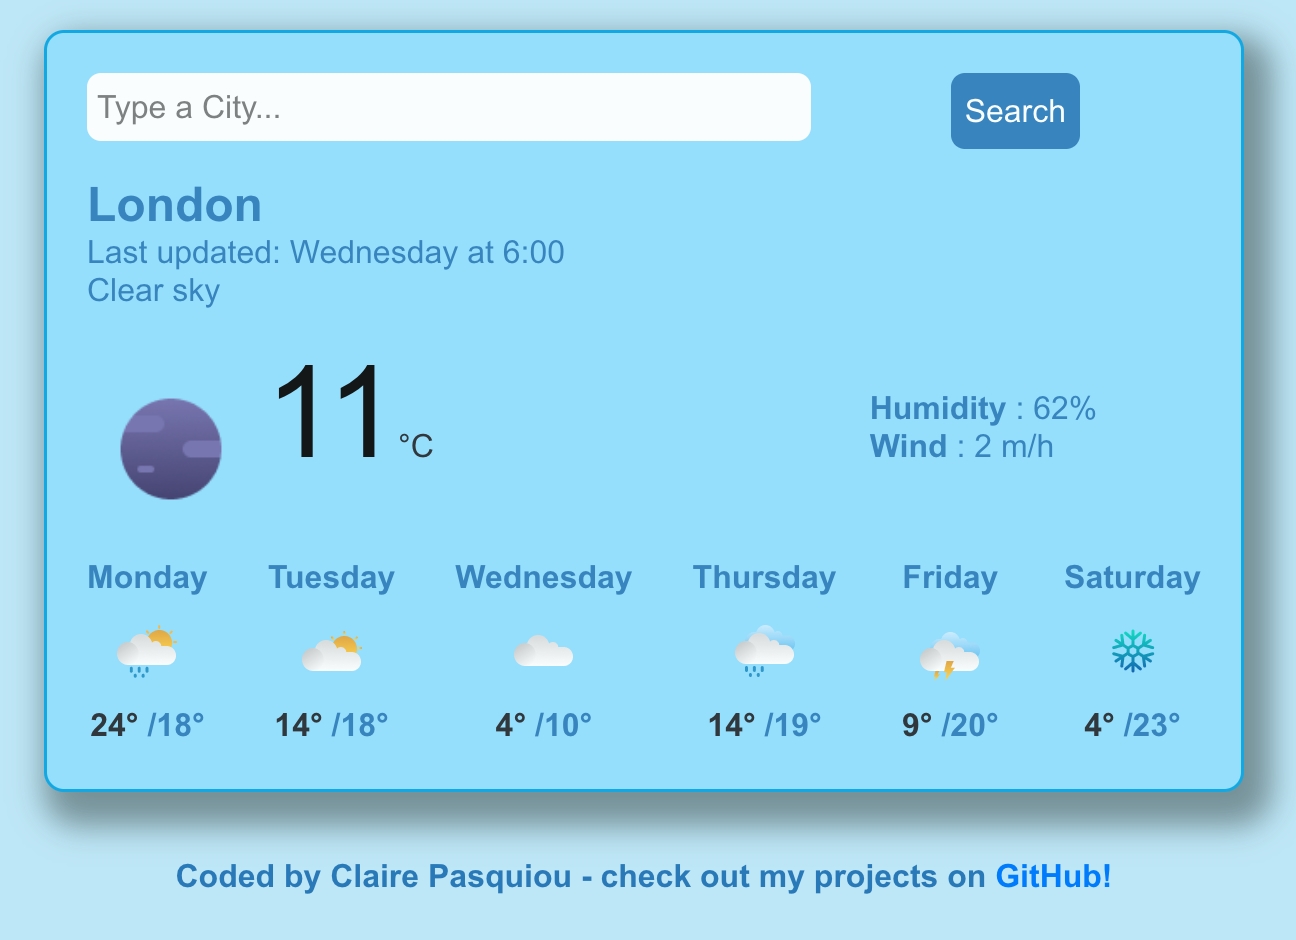 Type a City...
Search
London
Last updated: Wednesday at 6:00
Clear sky
11 °C
Humidity : 62%
Wind : 2 m/h
Monday Tuesday Wednesday Thursday Friday Saturday
24° /18° 14° /18° 4° /10° 14° /19° 9° /20° 4° /23°
Coded by Claire Pasquiou - check out my projects on GitHub!